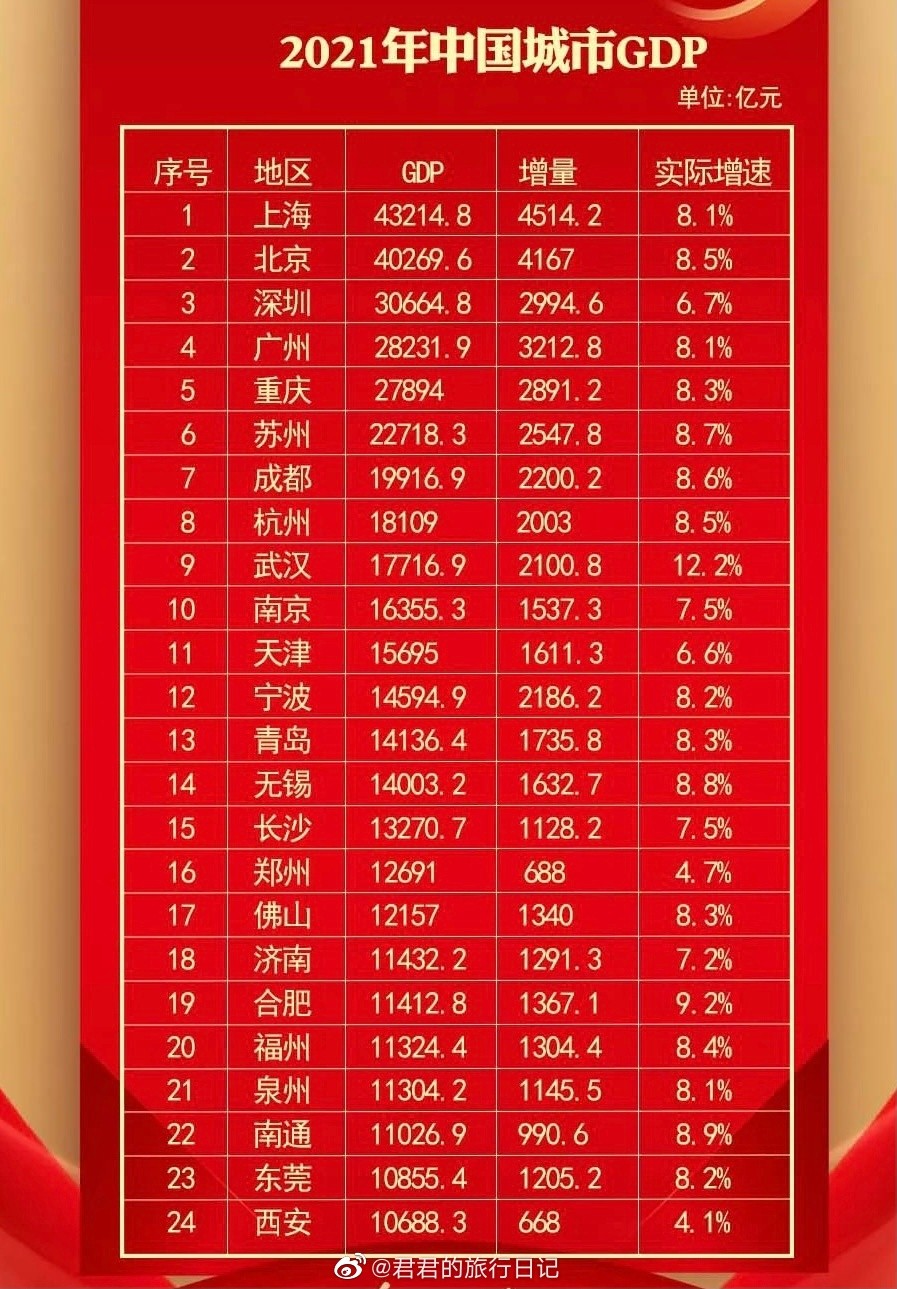 2021年中国城市GDP
单位:亿元
序号 地区 GDP 增量 实际增速
1 上海 43214.8 4514.2 8.1%
2 北京 40269.6 4167 8.5%
3 深圳 30664.8 2994.6 6.7%
4 广州 28231.9 3212.8 8.1%
5 重庆 27894 2891.2 8.3%
6 苏州 22718.3 2547.8 8.7%
7 成都 19916.9 2200.2 8.6%
8 杭州 18109 2003 8.5%
9 武汉 17716.9 2100.8 12.2%
10 南京 16355.3 1537.3 7.5%
11 天津 15695 1611.3 6.6%
12 宁波 14594.9 2186.2 8.2%
13 青岛 14136.4 1735.8 8.3%
14 无锡 14003.2 1632.7 8.8%
15 长沙 13270.7 1128.2 7.5%
16 郑州 12691 688 4.7%
17 佛山 12157 1340 8.3%
18 济南 11432.2 1291.3 7.2%
19 合肥 11412.8 1367.1 9.2%
20 福州 11324.4 1304.4 8.4%
21 泉州 11304.2 1145.5 8.1%
22 南通 11026.9 990.6 8.9%
23 东莞 10855.4 1205.2 8.2%
24 西安 10688.3 668 4.1%
@君君的旅行日记